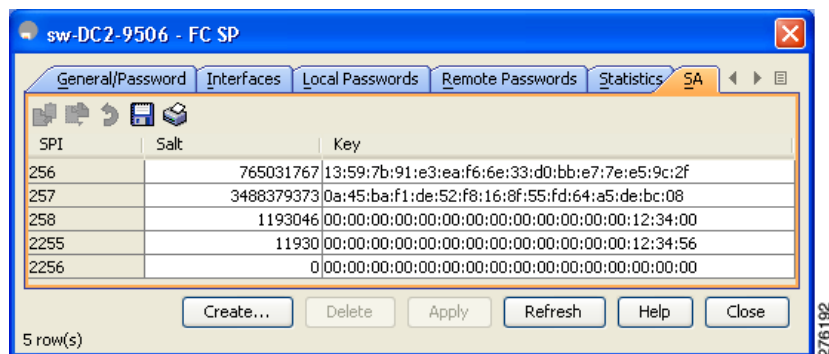 sw-DC2-9506 - FC SP
General/Password Interfaces Local Passwords Remote Passwords Statistics SA
SPI Salt Key
256 765031767 13:59:7b:91:e3:ea:f6:6e:33:d0:bb:e7:7e:e5:9c:2f
257 3488379373 0a:45:ba:f1:de:52:f8:16:8f:55:fd:64:a5:de:bc:08
258 1193046 00:00:00:00:00:00:00:00:00:00:00:00:00:12:34:00
2255 11930 00:00:00:00:00:00:00:00:00:00:00:00:00:12:34:56
2256 0 00:00:00:00:00:00:00:00:00:00:00:00:00:00:00:00
Create... Delete Apply Refresh Help Close
5 row(s)
276192